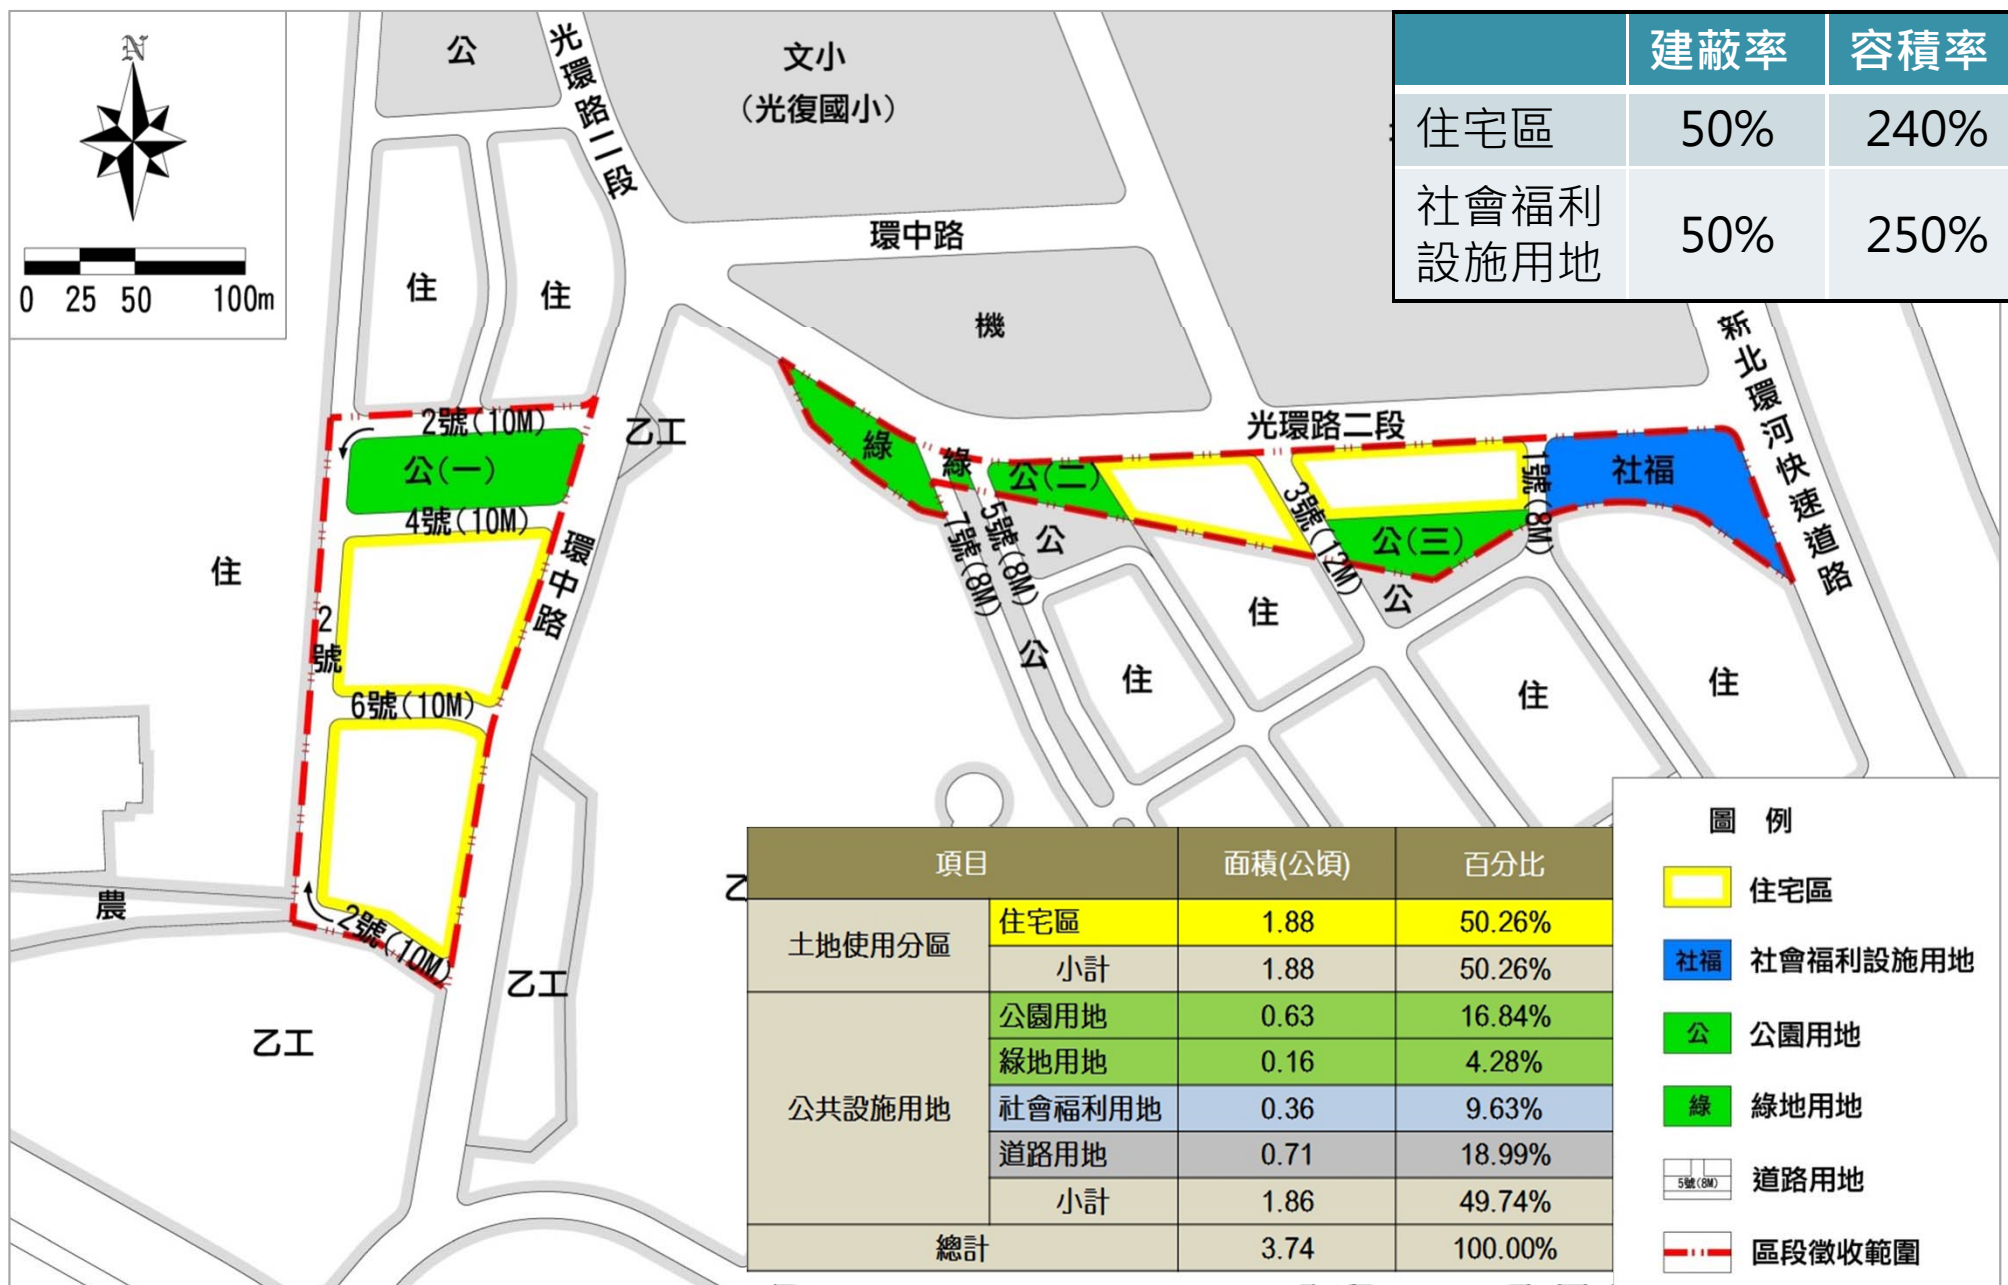 N
0 25 50 100m
公
光環路二段
文小
(光復國小)
建蔽率 容積率
住宅區 50% 240%
社會福利
設施用地 50% 250%
環中路
住
住
機
新北環河快速道路
2號(10M)
公(一)
4號(10M)
乙工
環中路
住
2號
6號(10M)
2號(10M)
農
乙工
乙工
綠
綠
公(二)
光環路二段
1號(8M)
社福
3號(12M)
公(三)
7號(8M)
5號(8M)
公
公
公
住
住
住
住
乙
項目 面積(公頃) 百分比
土地使用分區 住宅區 1.88 50.26%
小計 1.88 50.26%
公共設施用地 公園用地 0.63 16.84%
綠地用地 0.16 4.28%
社會福利用地 0.36 9.63%
道路用地 0.71 18.99%
小計 1.86 49.74%
總計 3.74 100.00%
圖 例
住宅區
社福 社會福利設施用地
公 公園用地
綠 綠地用地
5號(8M) 道路用地
區段徵收範圍